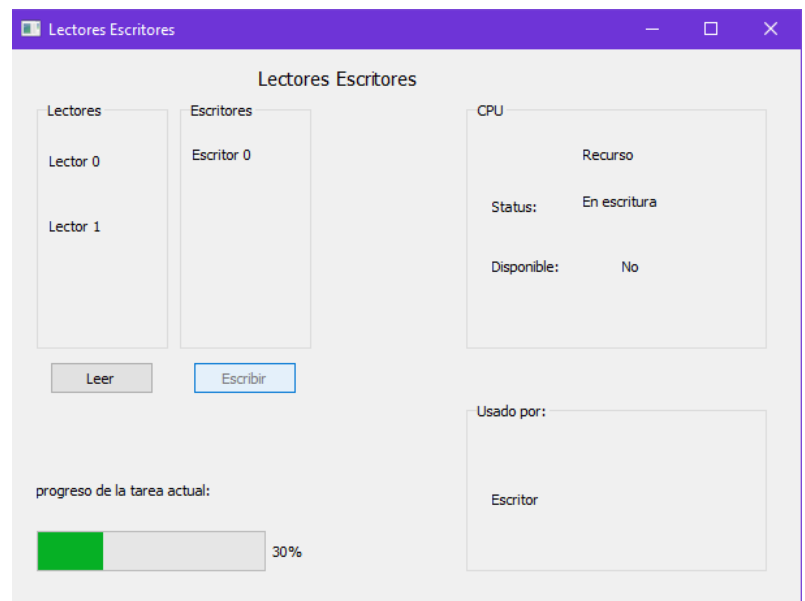 Lectores Escritores
Lectores Escritores
Lectores
Lector 0
Lector 1
Escritores
Escritor 0
CPU
Recurso
Status: En escritura
Disponible: No
Leer
Escribir
Usado por:
Escritor
progreso de la tarea actual:
30%